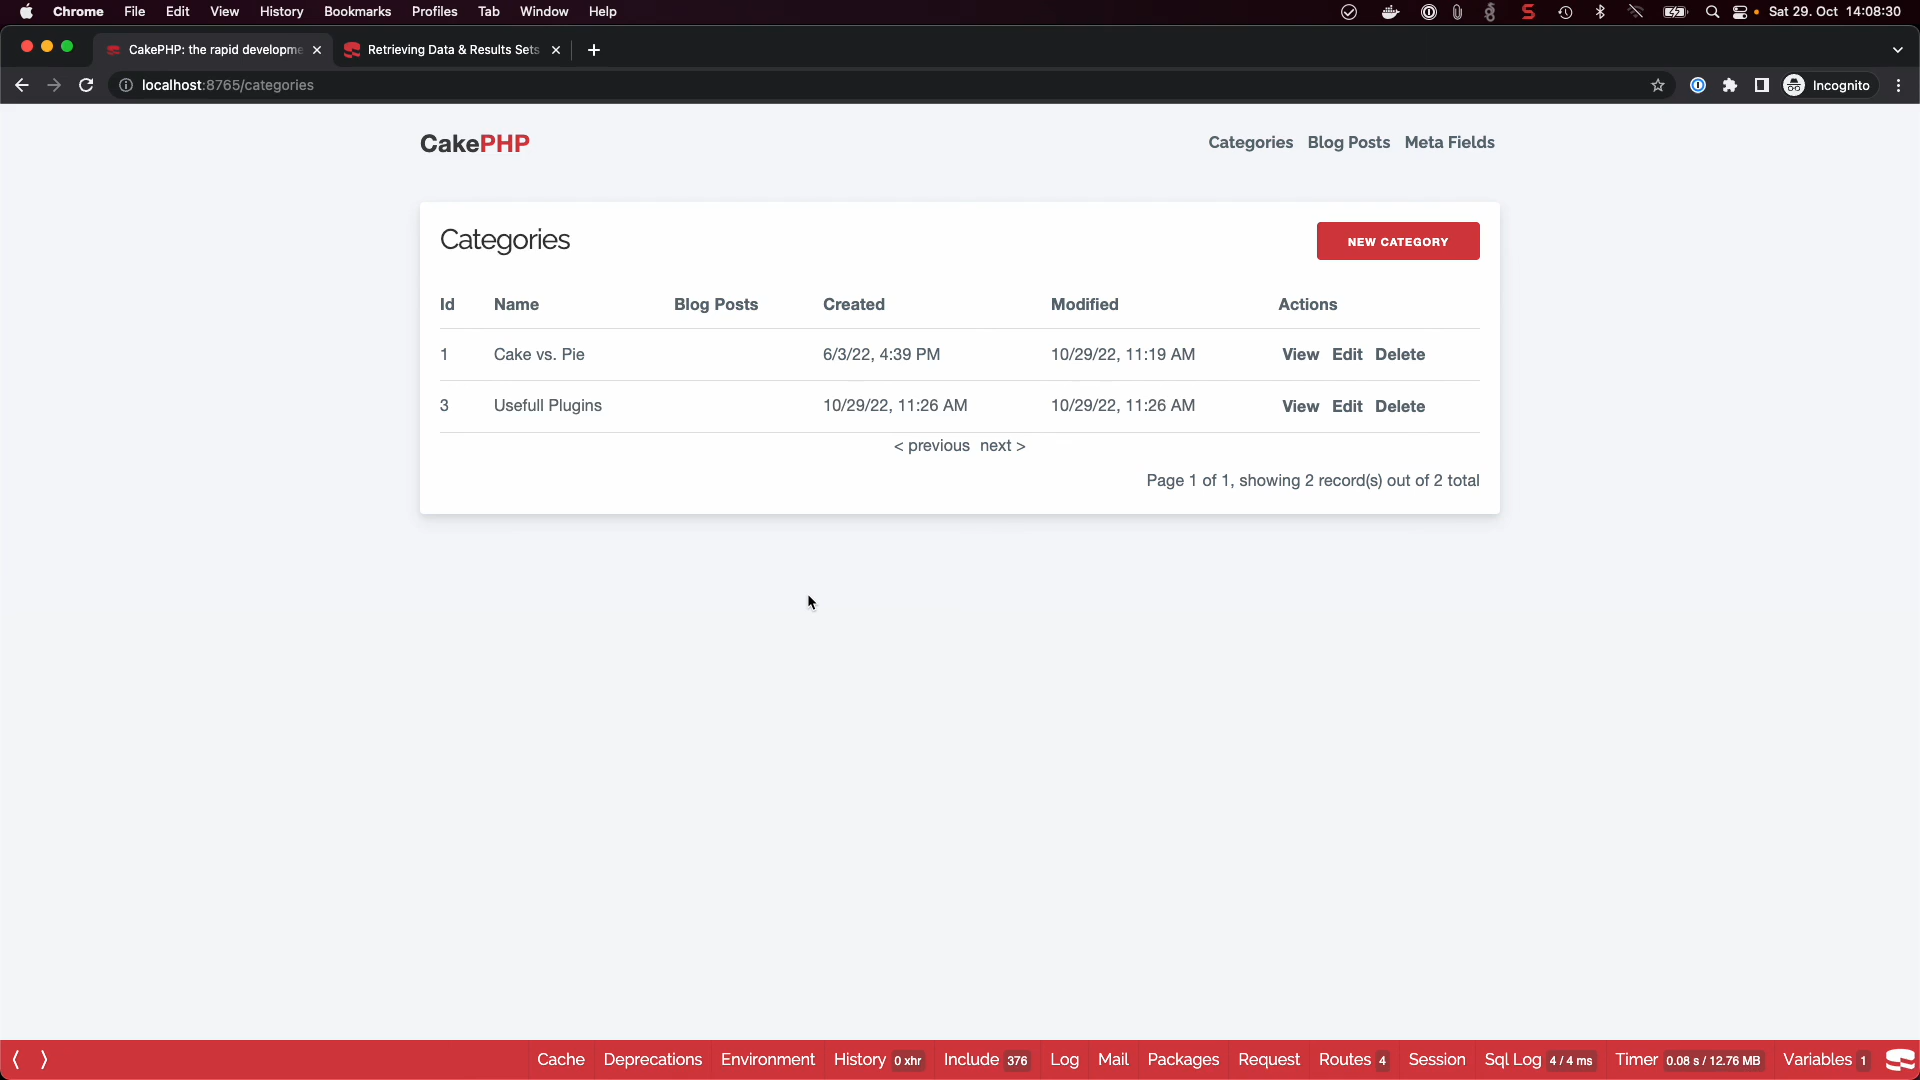 Chrome File Edit View History Bookmarks Profiles Tab Window Help Sat 29. Oct 14:08:30
CakePHP: the rapid developme Retrieving Data & Results Sets
localhost:8765/categories Incognito
CakePHP Categories Blog Posts Meta Fields
Categories NEW CATEGORY
Id Name Blog Posts Created Modified Actions
1 Cake vs. Pie 6/3/22, 4:39 PM 10/29/22, 11:19 AM View Edit Delete
3 Usefull Plugins 10/29/22, 11:26 AM 10/29/22, 11:26 AM View Edit Delete
< previous next >
Page 1 of 1, showing 2 record(s) out of 2 total
Cache Deprecations Environment History 0 xhr Include 376 Log Mail Packages Request Routes 4 Session Sql Log 4 / 4 ms Timer 0.08 s / 12.76 MB Variables 1